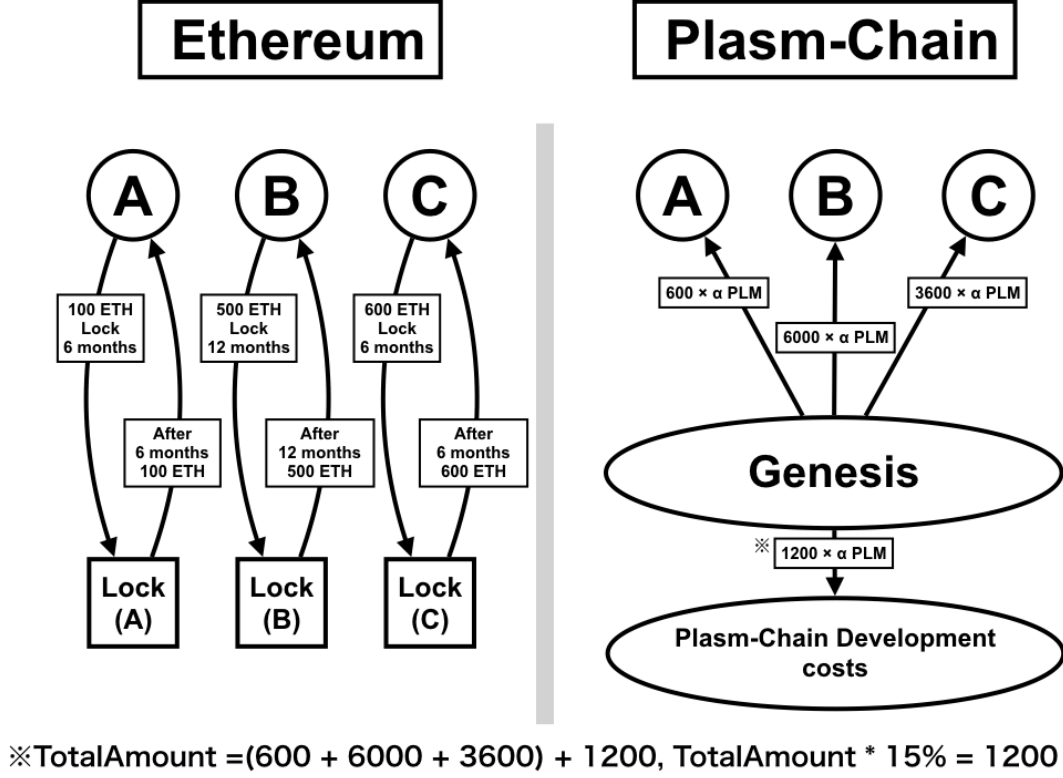 Ethereum
Plasm-Chain
A
B
C
100 ETH
Lock
6 months
500 ETH
Lock
12 months
600 ETH
Lock
6 months
After
6 months
100 ETH
After
12 months
500 ETH
After
6 months
600 ETH
Lock
(A)
Lock
(B)
Lock
(C)
A
B
C
600 × α PLM
6000 × α PLM
3600 × α PLM
Genesis
※
1200 × α PLM
Plasm-Chain Development
costs
※TotalAmount =(600 + 6000 + 3600) + 1200, TotalAmount * 15% = 1200